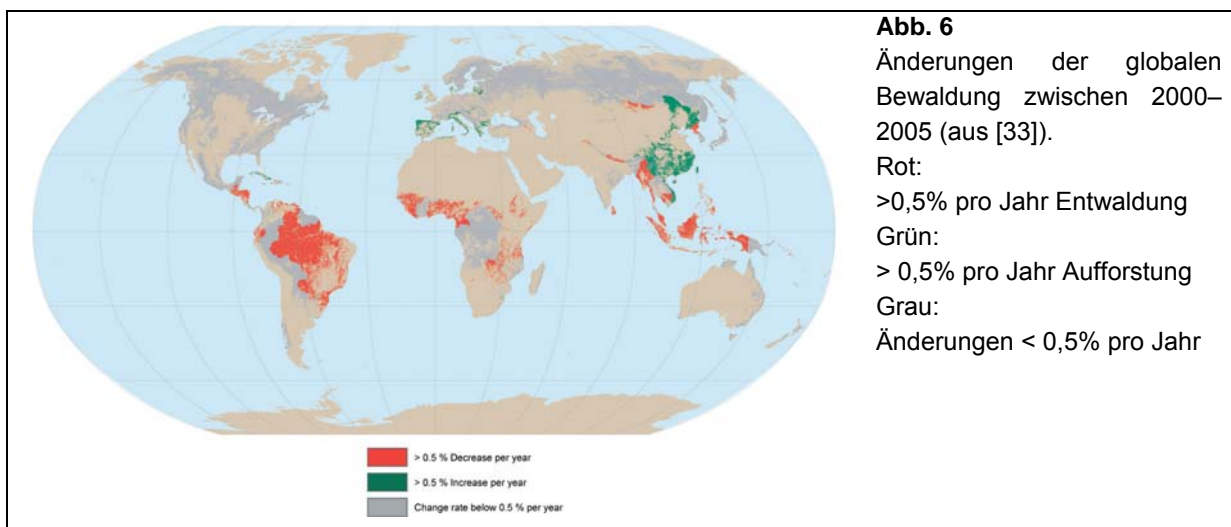 Abb. 6
Änderungen der globalen
Bewaldung zwischen 2000–
2005 (aus [33]).
Rot:
>0,5% pro Jahr Entwaldung
Grün:
> 0,5% pro Jahr Aufforstung
Grau:
Änderungen < 0,5% pro Jahr
> 0.5 % Decrease per year
> 0.5 % Increase per year
Change rate below 0.5 % per year